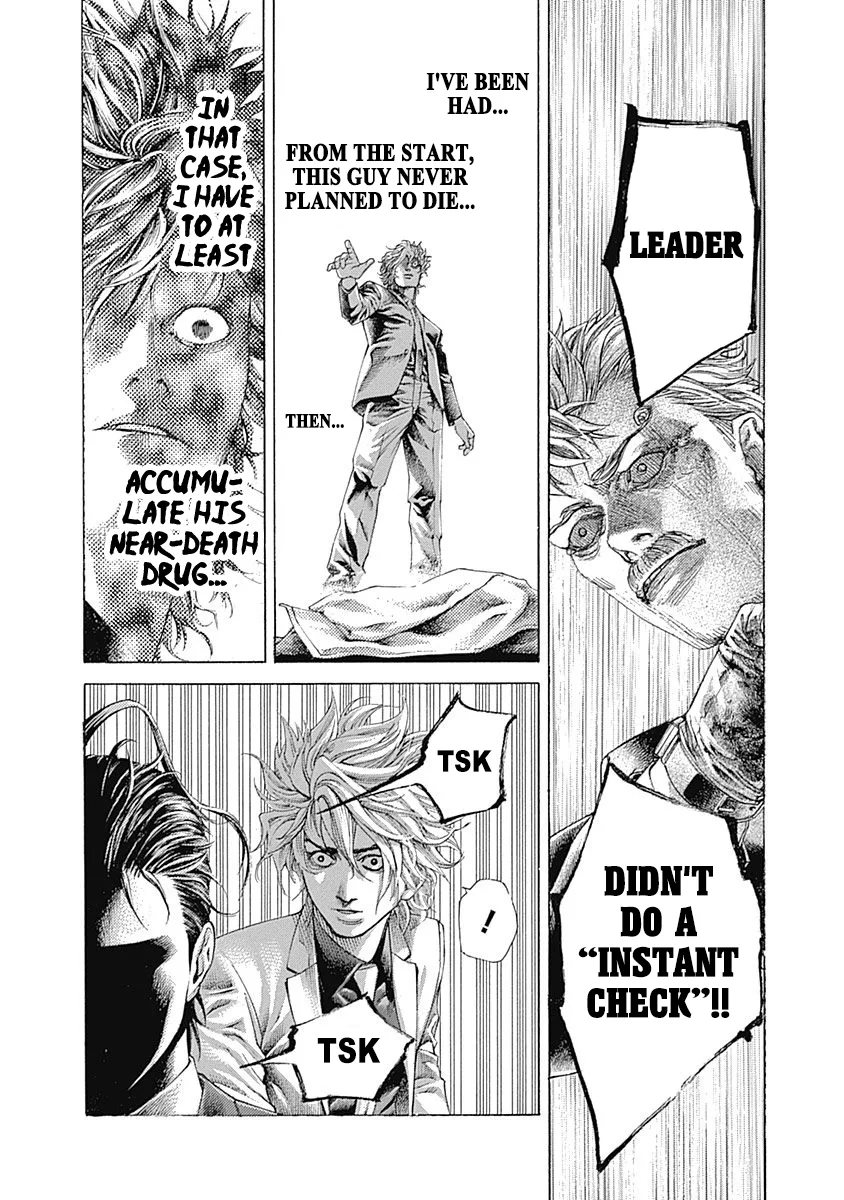 LEADER
DIDN'T
DO A
“INSTANT
CHECK”!!
I'VE BEEN
HAD...
FROM THE START,
THIS GUY NEVER
PLANNED TO DIE...
THEN...
IN
THAT
CASE,
I HAVE
TO AT
LEAST
ACCUMU-
LATE HIS
NEAR-DEATH
DRUG...
TSK
!
TSK